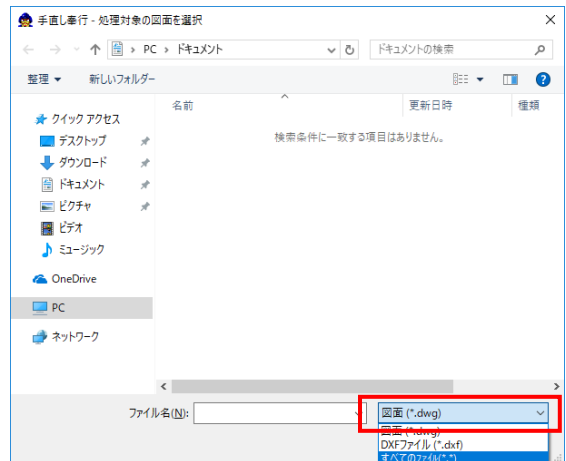 手直し奉行 - 処理対象の図面を選択
PC › ドキュメント
ドキュメントの検索
整理
新しいフォルダー
名前
更新日時
種類
検索条件に一致する項目はありません。
クイック アクセス
デスクトップ
ダウンロード
ドキュメント
ピクチャ
ビデオ
ミュージック
OneDrive
PC
ネットワーク
ファイル名(N):
図面 (*.dwg)
図面 (*.dwg)
DXFファイル (*.dxf)
すべてのファイル(*.*)